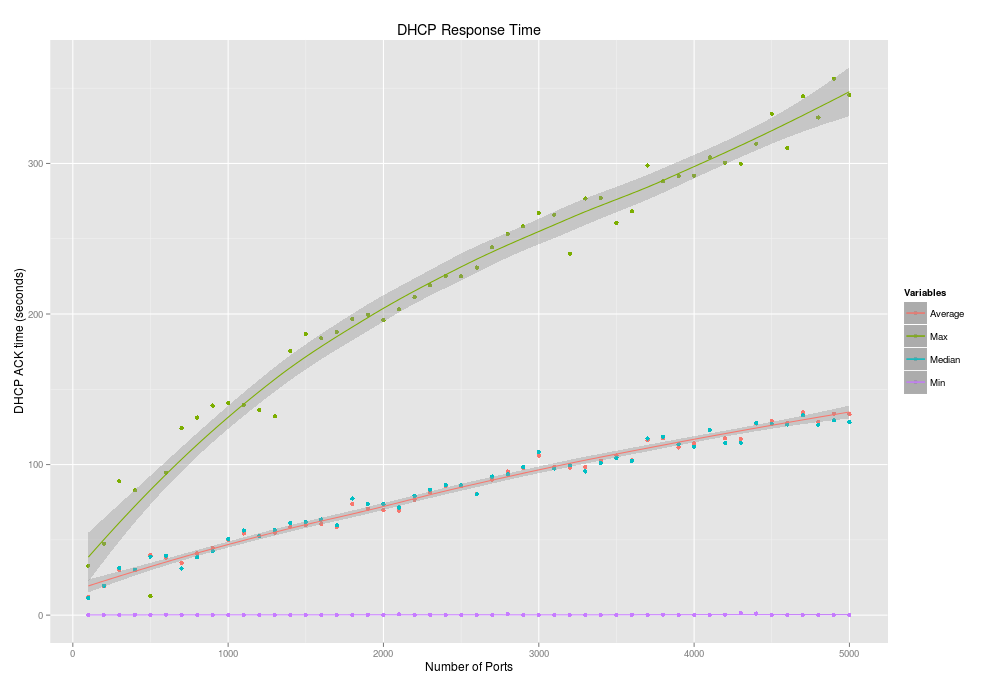 DHCP Response Time
DHCP ACK time (seconds)
300
200
100
0
0 1000 2000 3000 4000 5000
Number of Ports
Variables
Average
Max
Median
Min